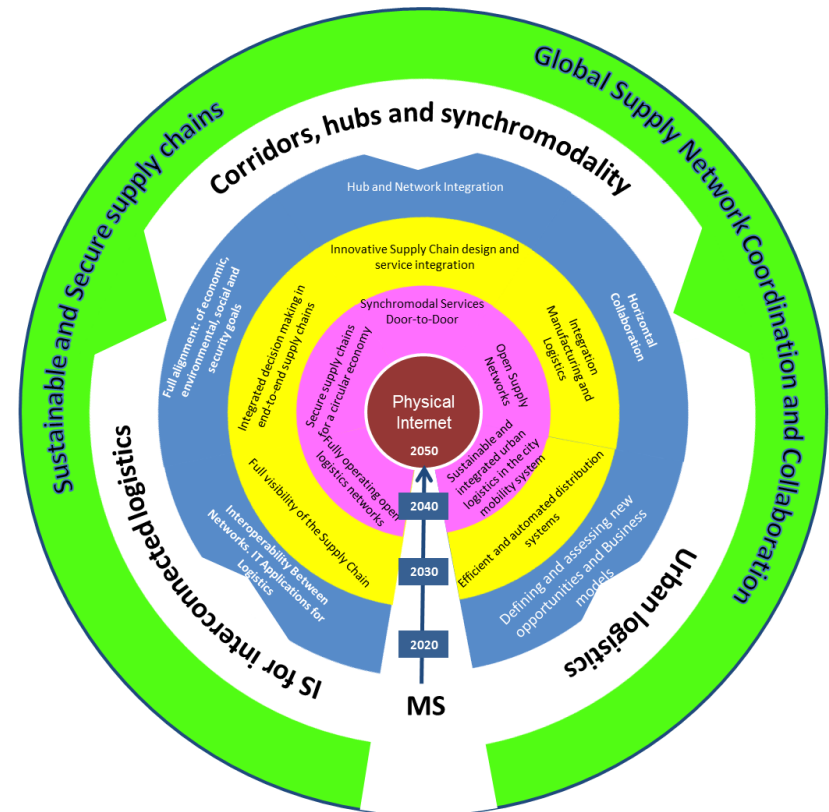 Global Supply Network Coordination and Collaboration
Sustainable and Secure supply chains
Corridors, hubs and synchromodality
Hub and Network Integration
Full alignment: of economic,
environmental, social and
security goals
Horizontal
Collaboration
Innovative Supply Chain design and
service integration
Integrated decision making in
end-to-end supply chains
Integration
Manufacturing and
Logistics
Synchromodal Services
Door-to-Door
Secure supply chains
for a circular economy
Open Supply
Networks
Physical
Internet
2050
Fully operating open
logistics networks
Sustainable and
integrated urban
logistics in the city
mobility system
2040
Full visibility of the Supply Chain
Efficient and automated distribution
systems
2030
Interoperability Between
Networks. IT Applications for
Logistics
Defining and assessing new
opportunities and Business
models
2020
IS for interconnected logistics
Urban logistics
MS